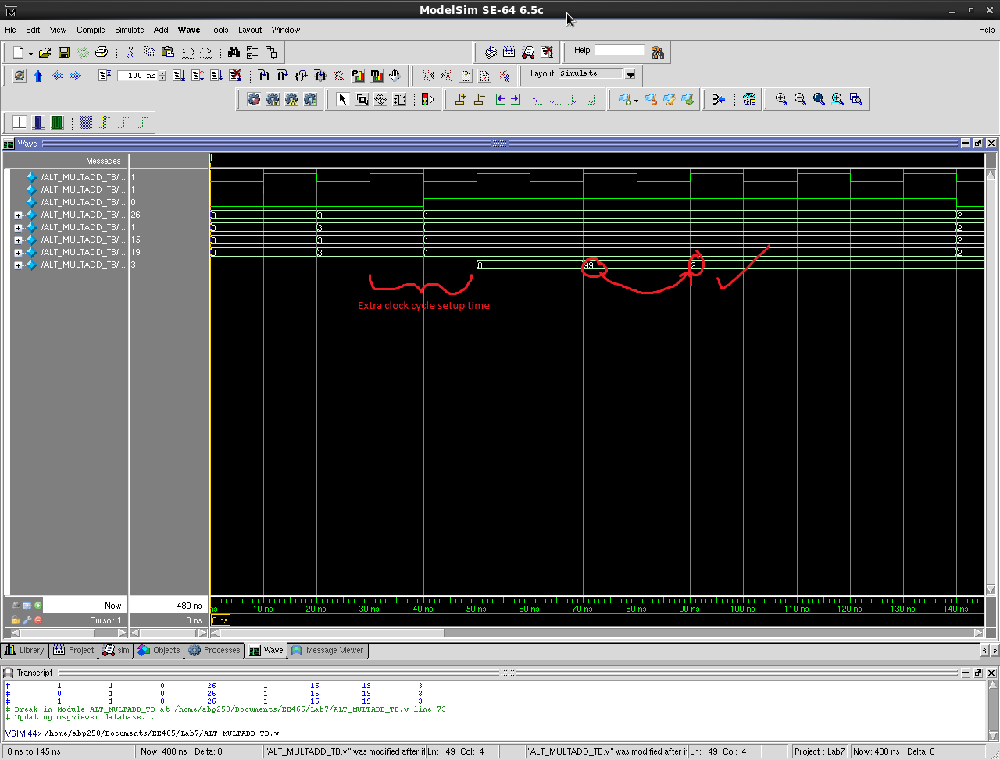 ModelSim SE-64 6.5c
File Edit View Compile Simulate Add Wave Tools Layout Window Help
Help
100 ns
Layout Simulate
Wave
Messages
/ALT_MULTADD_TB/... 1
/ALT_MULTADD_TB/... 1
/ALT_MULTADD_TB/... 0
/ALT_MULTADD_TB/... 26 0 3 1 2
/ALT_MULTADD_TB/... 1 0 3 1 2
/ALT_MULTADD_TB/... 15 0 3 1 2
/ALT_MULTADD_TB/... 19 0 3 1 2
/ALT_MULTADD_TB/... 3 0 99 2
Extra clock cycle setup time
Now 480 ns
ns 10 ns 20 ns 30 ns 40 ns 50 ns 60 ns 70 ns 80 ns 90 ns 100 ns 110 ns 120 ns 130 ns 140 ns
Cursor 1 0 ns 0 ns
Library Project sim Objects Processes Wave Message Viewer
Transcript
# 1 1 0 26 1 15 19 3
# 0 1 0 26 1 15 19 3
# 1 1 0 26 1 15 19 3
# Break in Module ALT_MULTADD_TB at /home/abp250/Documents/EE465/Lab7/ALT_MULTADD_TB.v line 73
# Updating msgviewer database...
VSIM 44> /home/abp250/Documents/EE465/Lab7/ALT_MULTADD_TB.v
0 ns to 145 ns Now: 480 ns Delta: 0 "ALT_MULTADD_TB.v" was modified after it Ln: 49 Col: 4 "ALT_MULTADD_TB.v" was modified after it Ln: 49 Col: 4 Project : Lab7 Now: 480 ns Delta: 0